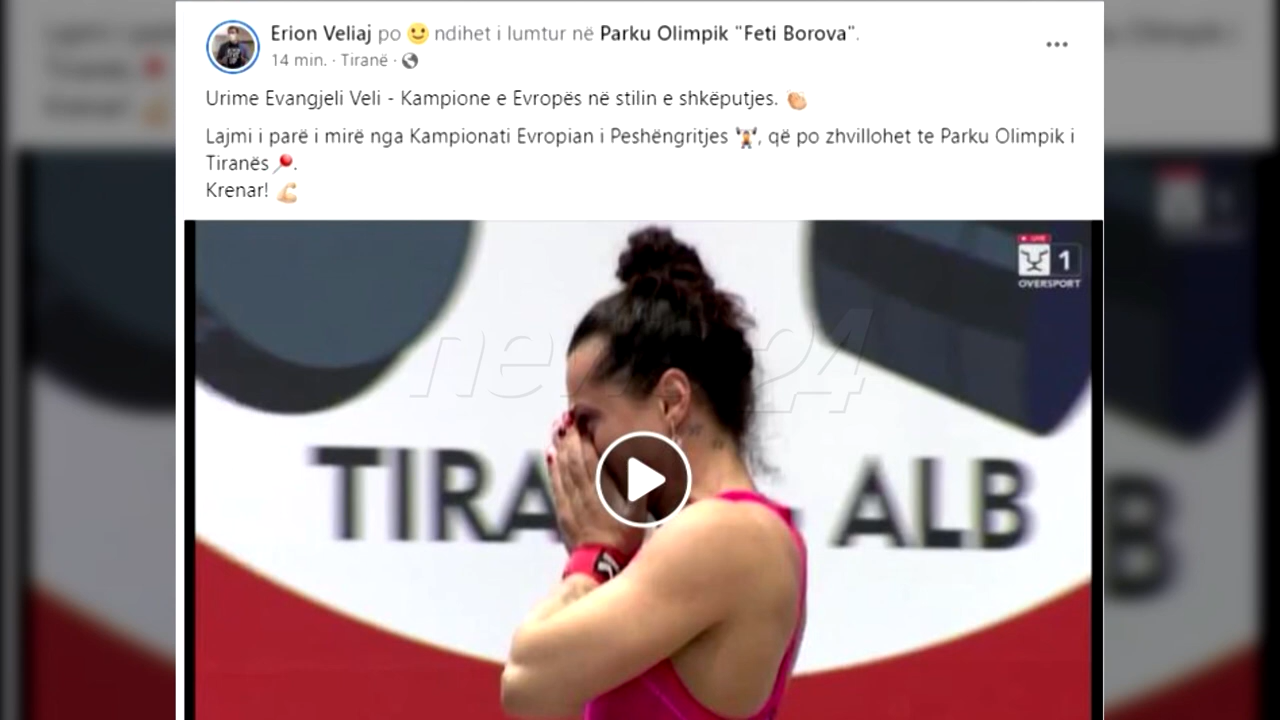 Erion Veliaj po 🙂 ndihet i lumtur në Parku Olimpik "Feti Borova".
14 min. · Tiranë ·
Urime Evangjeli Veli - Kampione e Evropës në stilin e shkëputjes. 👏🏼
Lajmi i parë i mirë nga Kampionati Evropian i Peshëngritjes 🏋️, që po zhvillohet te Parku Olimpik i
Tiranës 📍.
Krenar! 💪🏼
LIVE
1
OVERSPORT
TIRA ALB